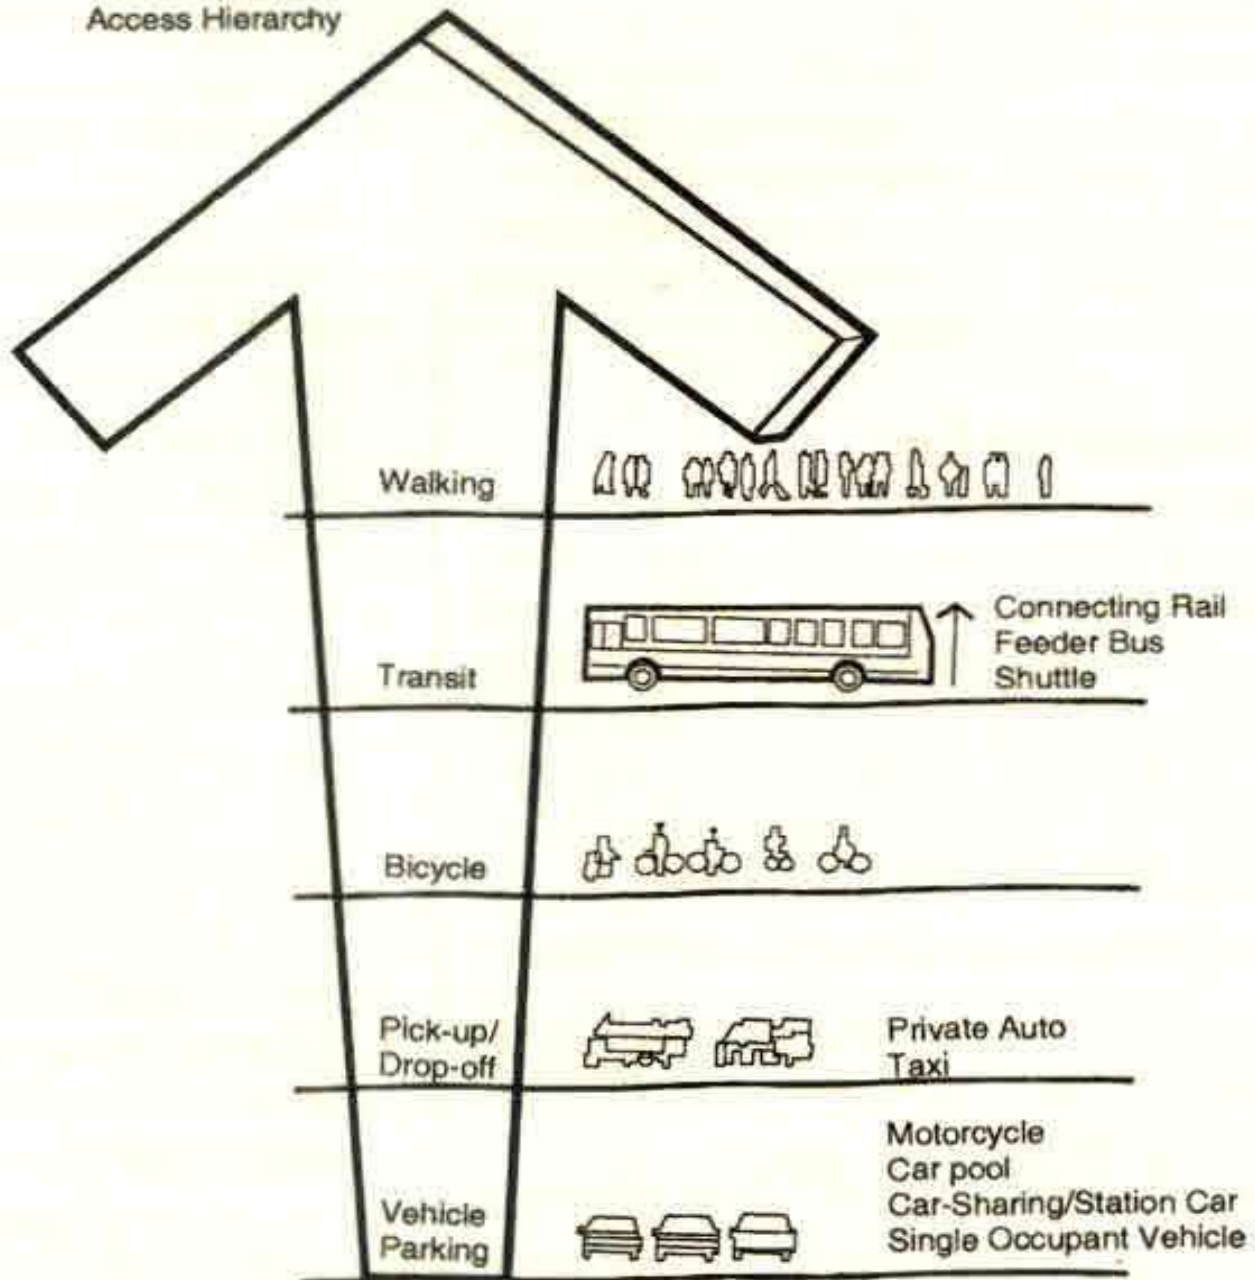 Access Hierarchy
Walking
Transit
Connecting Rail
Feeder Bus
Shuttle
Bicycle
Pick-up/
Drop-off
Private Auto
Taxi
Vehicle
Parking
Motorcycle
Car pool
Car-Sharing/Station Car
Single Occupant Vehicle